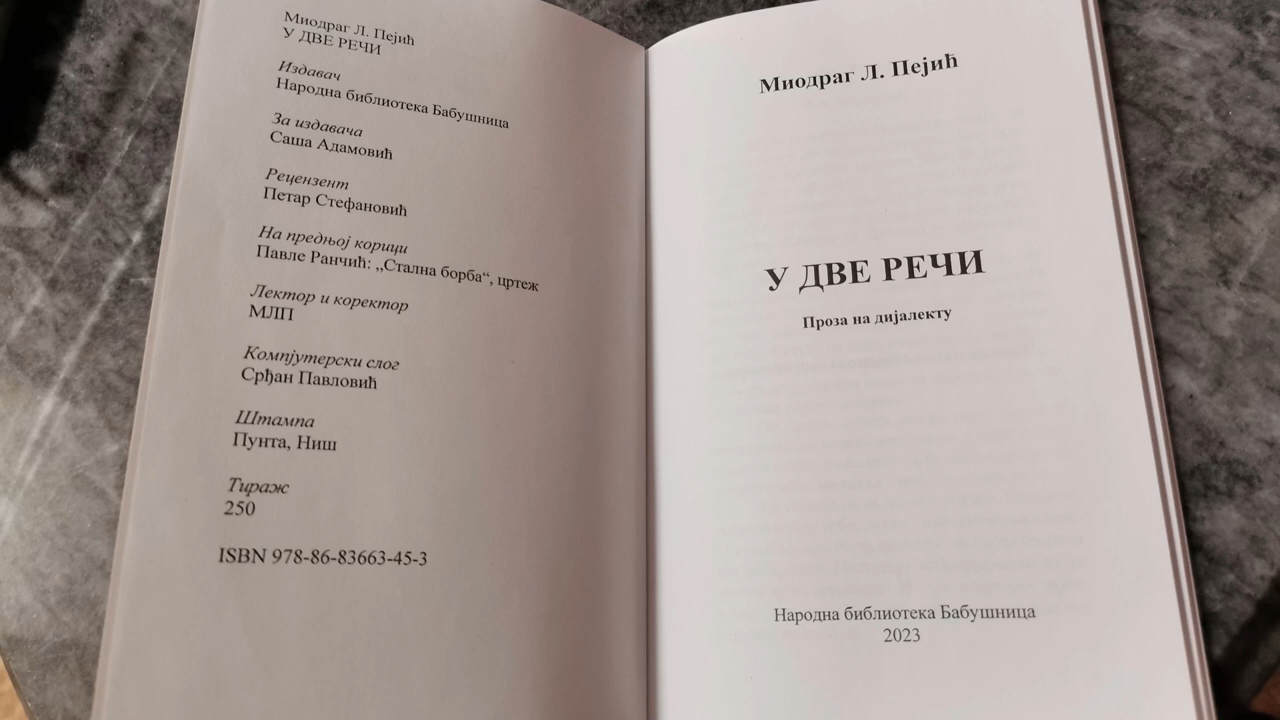 Миодраг Л. Пејић
У ДВЕ РЕЧИ
Издавач
Народна библиотека Бабушница
За издавача
Саша Адамовић
Рецензент
Петар Стефановић
На предњој корици
Павле Ранчић: „Стална борба“, цртеж
Лектор и коректор
МЛП
Компјутерски слог
Срђан Павловић
Штампа
Пунта, Ниш
Тираж
250
ISBN 978-86-83663-45-3
Миодраг Л. Пејић
У ДВЕ РЕЧИ
Проза на дијалекту
Народна библиотека Бабушница
2023